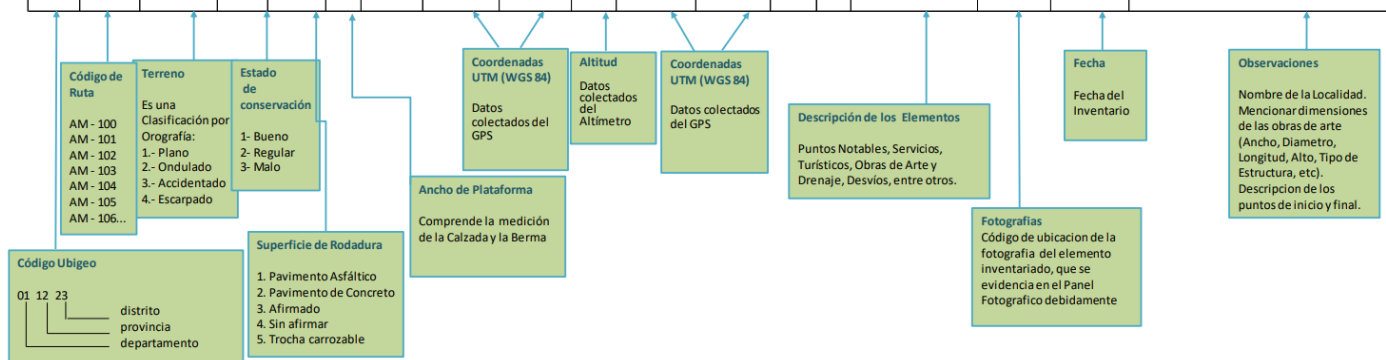 Código de
Ruta
AM - 100
AM - 101
AM - 102
AM - 103
AM - 104
AM - 105
AM - 106...
Terreno
Es una
Clasificación por
Orografía:
1.- Plano
2.- Ondulado
3.- Accidentado
4.- Escarpado
Estado
de
conservación
1- Bueno
2- Regular
3- Malo
Coordenadas
UTM (WGS 84)
Datos
colectados del
GPS
Altitud
Datos
colectados
del
Altímetro
Coordenadas
UTM (WGS 84)
Datos colectados
del GPS
Descripción de los Elementos
Puntos Notables, Servicios,
Turísticos, Obras de Arte y
Drenaje, Desvíos, entre otros.
Fecha
Fecha del
Inventario
Observaciones
Nombre de la Localidad.
Mencionar dimensiones
de las obras de arte
(Ancho, Diametro,
Longitud, Alto, Tipo de
Estructura, etc).
Descripcion de los
puntos de inicio y final.
Ancho de Plataforma
Comprende la medición
de la Calzada y la Berma
Fotografias
Código de ubicacion de la
fotografia del elemento
inventariado, que se
evidencia en el Panel
Fotografico debidamente
Superficie de Rodadura
1. Pavimento Asfáltico
2. Pavimento de Concreto
3. Afirmado
4. Sin afirmar
5. Trocha carrozable
Código Ubigeo
01 12 23
distrito
provincia
departamento